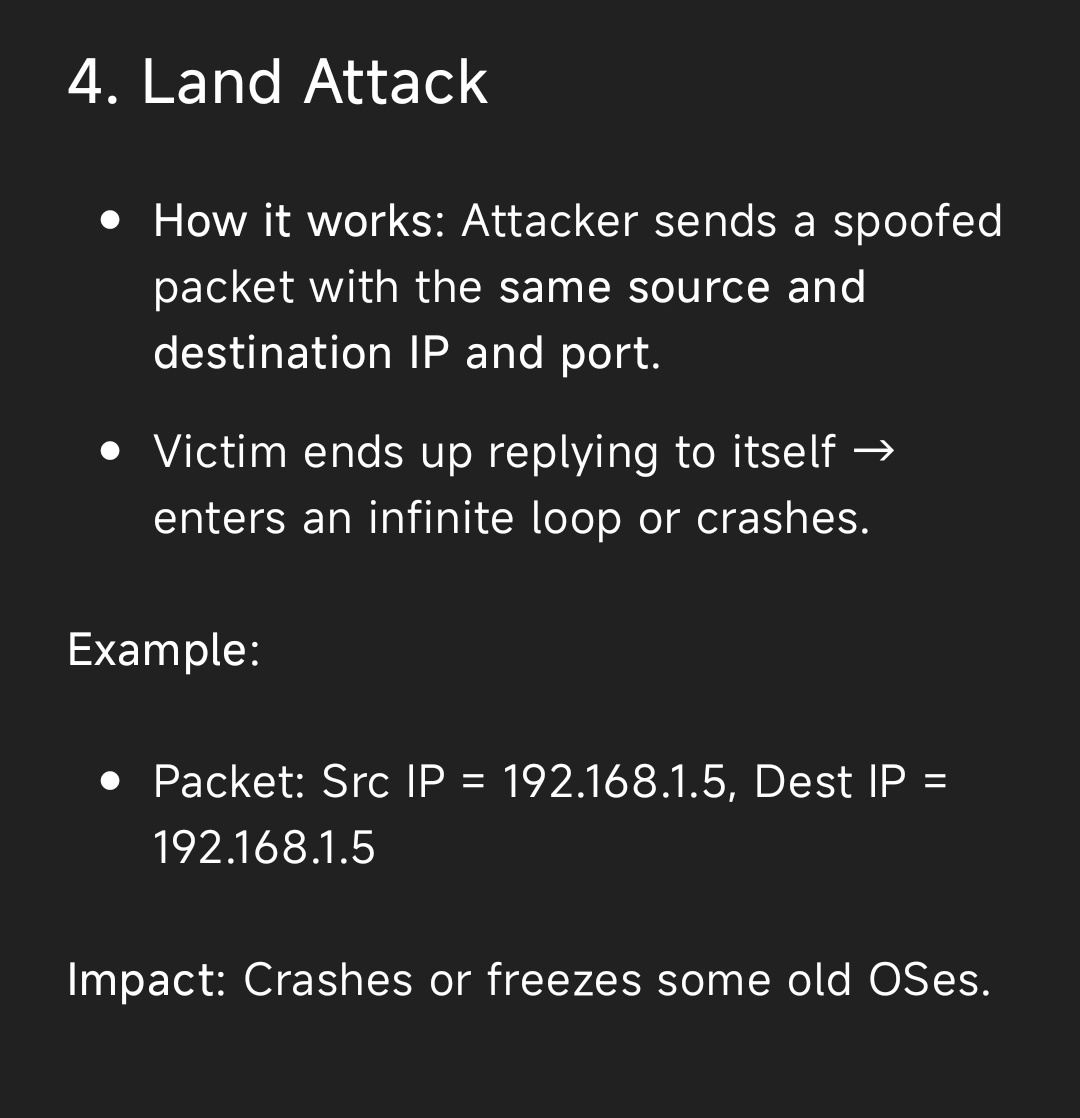 4. Land Attack
• How it works: Attacker sends a spoofed
packet with the same source and
destination IP and port.
• Victim ends up replying to itself →
enters an infinite loop or crashes.
Example:
• Packet: Src IP = 192.168.1.5, Dest IP =
192.168.1.5
Impact: Crashes or freezes some old OSes.